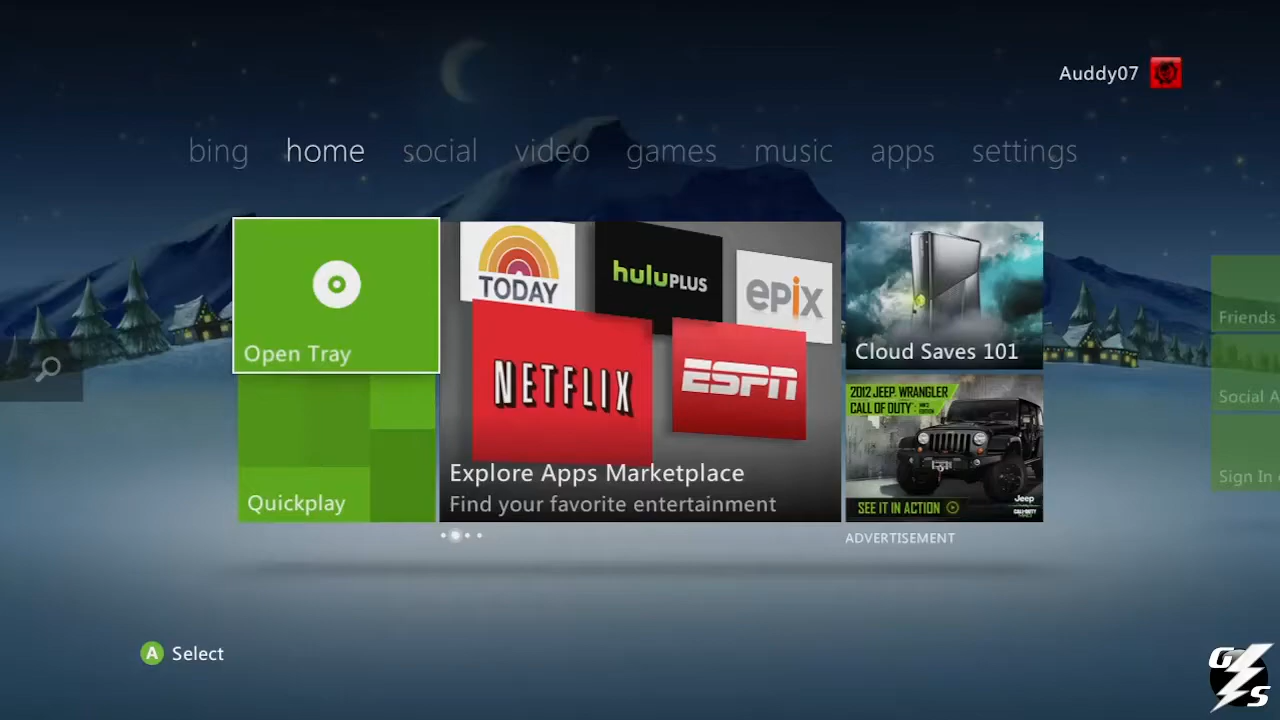 Auddy07
bing home social video games music apps settings
Open Tray
Quickplay
TODAY
huluPLUS
epix
NETFLIX
ESPN
Explore Apps Marketplace
Find your favorite entertainment
Cloud Saves 101
2012 JEEP WRANGLER
CALL OF DUTY
SEE IT IN ACTION
Jeep
ADVERTISEMENT
Friends
Social A
Sign In
A Select
GS